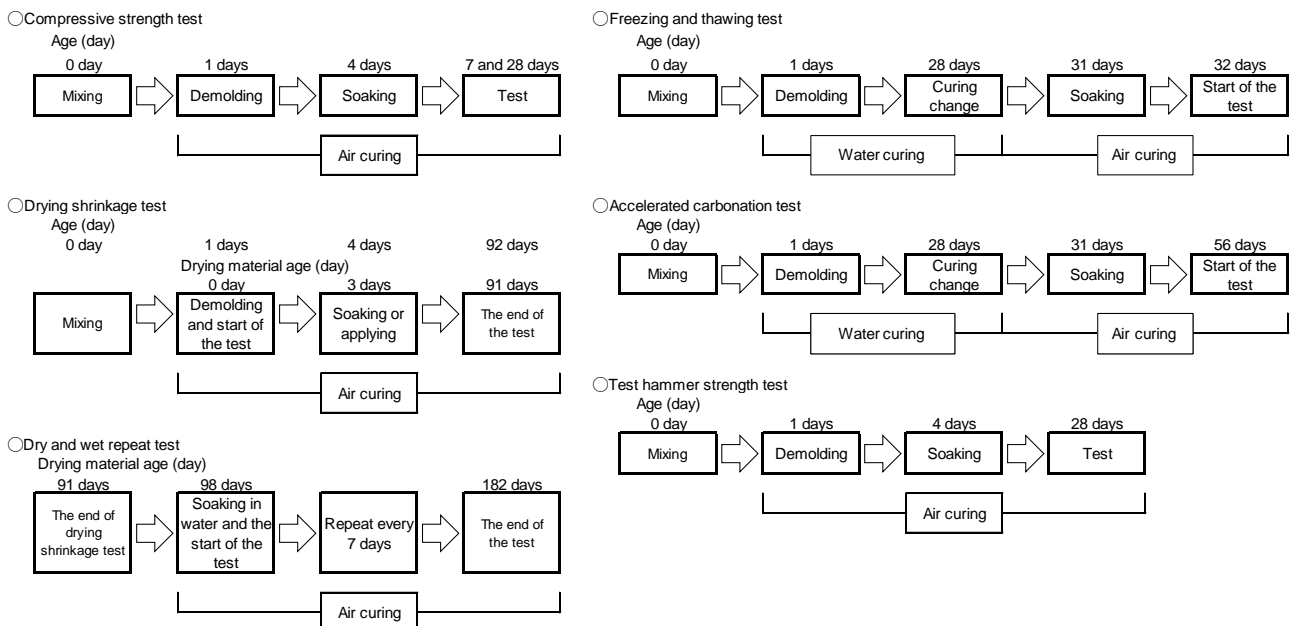 ○Compressive strength test
Age (day)
0 day 1 days 4 days 7 and 28 days
Mixing Demolding Soaking Test
Air curing
○Drying shrinkage test
Age (day)
0 day 1 days 4 days 92 days
Drying material age (day)
0 day 3 days 91 days
Mixing
Demolding
and start of
the test
Soaking or
applying
The end of
the test
Air curing
○Dry and wet repeat test
Drying material age (day)
91 days 98 days 182 days
The end of
drying
shrinkage test
Soaking in
water and the
start of the
test
Repeat every
7 days
The end of
the test
Air curing
○Freezing and thawing test
Age (day)
0 day 1 days 28 days 31 days 32 days
Mixing Demolding
Curing
change
Soaking
Start of the
test
Water curing Air curing
○Accelerated carbonation test
Age (day)
0 day 1 days 28 days 31 days 56 days
Mixing Demolding
Curing
change
Soaking
Start of the
test
Water curing Air curing
○Test hammer strength test
Age (day)
0 day 1 days 4 days 28 days
Mixing Demolding Soaking Test
Air curing